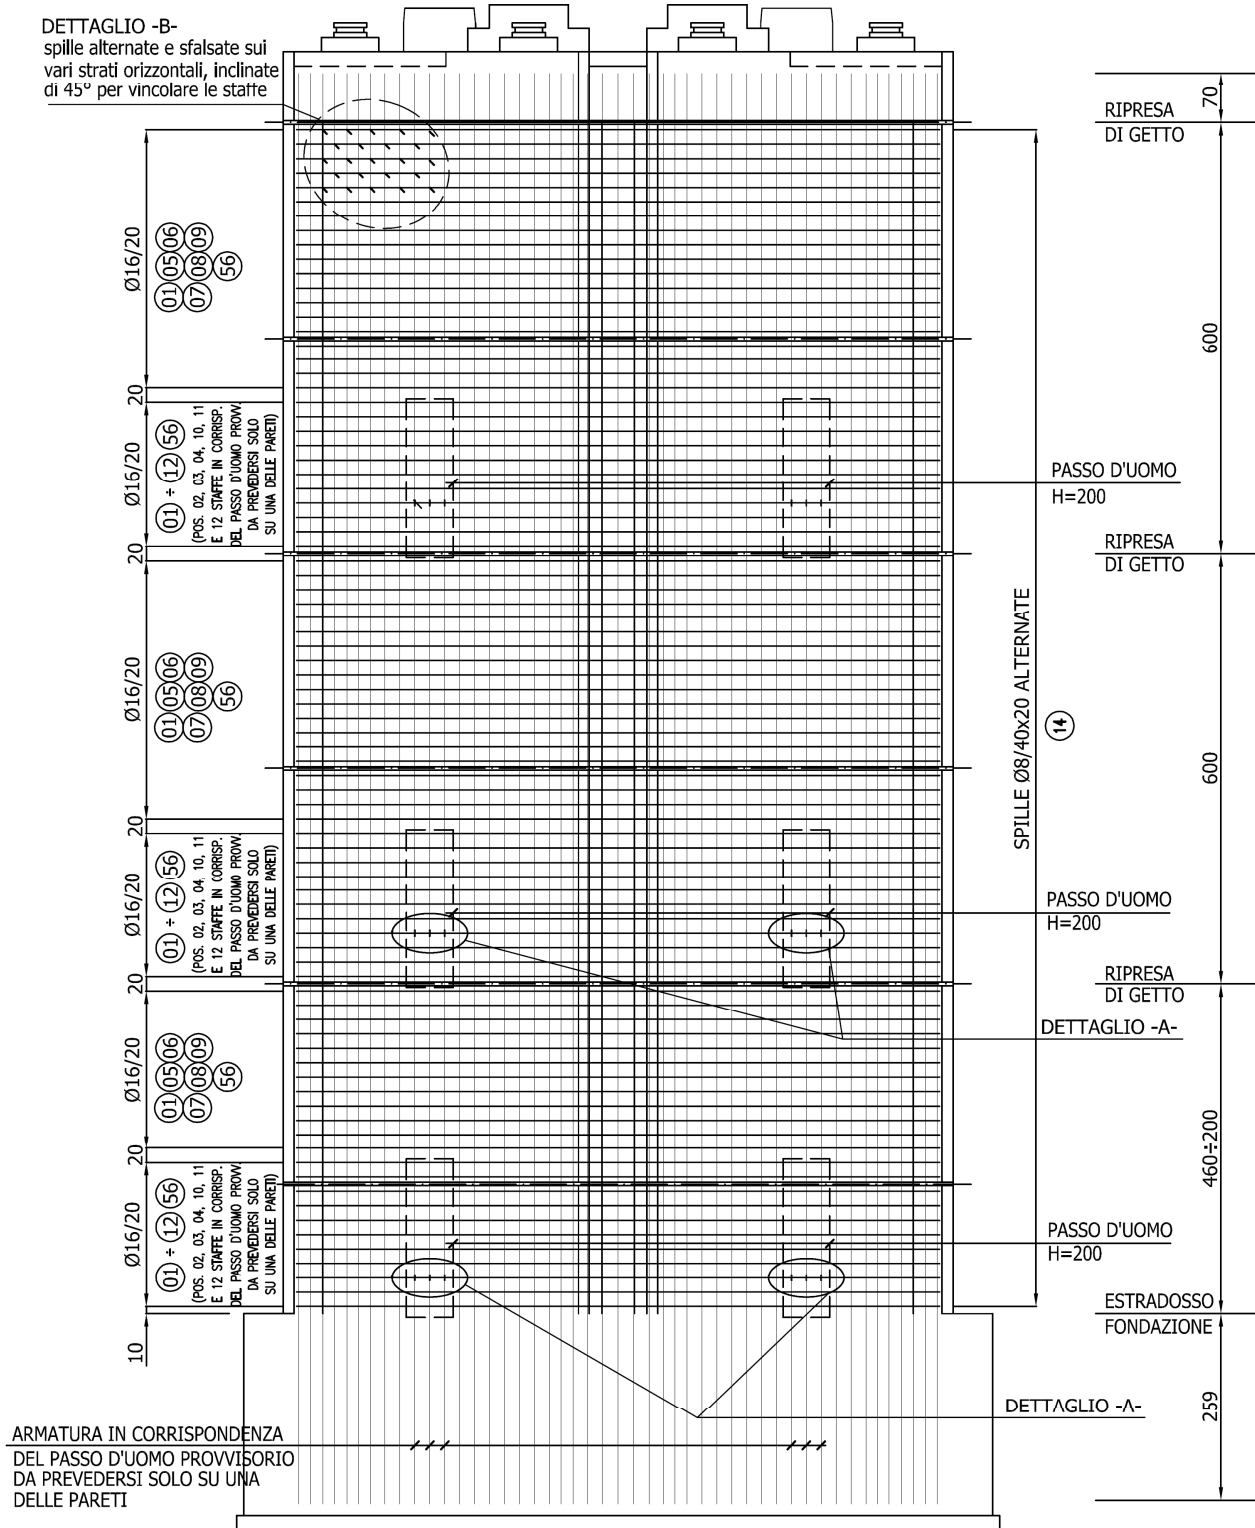 DETTAGLIO -B-
spille alternate e sfalsate sui
vari strati orizzontali, inclinate
di 45° per vincolare le staffe
70
RIPRESA
DI GETTO
Ø16/20
01 05 06
07 08 09
56
600
20
Ø16/20
01 ÷ 12 56
(POS. 02, 03, 04, 10, 11
E 12 STAFFE IN CORRISP.
DEL PASSO D'UOMO PROVV.
DA PREVEDERSI SOLO
SU UNA DELLE PARETI)
PASSO D'UOMO
H=200
20
RIPRESA
DI GETTO
Ø16/20
01 05 06
07 08 09
56
SPILLE Ø8/40x20 ALTERNATE
14
600
20
Ø16/20
01 ÷ 12 56
(POS. 02, 03, 04, 10, 11
E 12 STAFFE IN CORRISP.
DEL PASSO D'UOMO PROVV.
DA PREVEDERSI SOLO
SU UNA DELLE PARETI)
PASSO D'UOMO
H=200
20
RIPRESA
DI GETTO
DETTAGLIO -A-
Ø16/20
01 05 06
07 08 09
56
460÷200
20
Ø16/20
01 ÷ 12 56
(POS. 02, 03, 04, 10, 11
E 12 STAFFE IN CORRISP.
DEL PASSO D'UOMO PROVV.
DA PREVEDERSI SOLO
SU UNA DELLE PARETI)
PASSO D'UOMO
H=200
10
ESTRADOSSO
FONDAZIONE
259
DETTAGLIO -A-
ARMATURA IN CORRISPONDENZA
DEL PASSO D'UOMO PROVVISORIO
DA PREVEDERSI SOLO SU UNA
DELLE PARETI